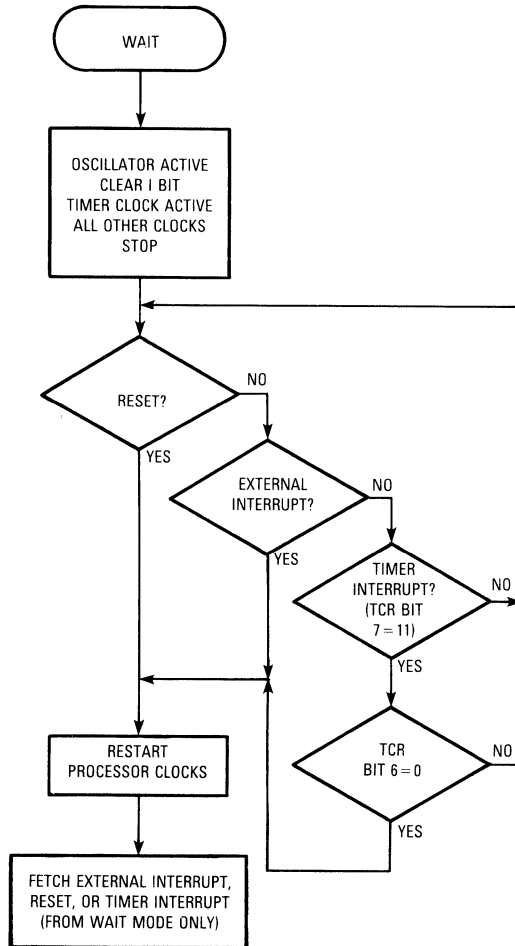 WAIT
OSCILLATOR ACTIVE
CLEAR I BIT
TIMER CLOCK ACTIVE
ALL OTHER CLOCKS
STOP
RESET?
NO
YES
EXTERNAL
INTERRUPT?
NO
YES
TIMER
INTERRUPT?
(TCR BIT
7=11)
NO
YES
TCR
BIT 6=0
NO
YES
RESTART
PROCESSOR CLOCKS
FETCH EXTERNAL INTERRUPT,
RESET, OR TIMER INTERRUPT
(FROM WAIT MODE ONLY)